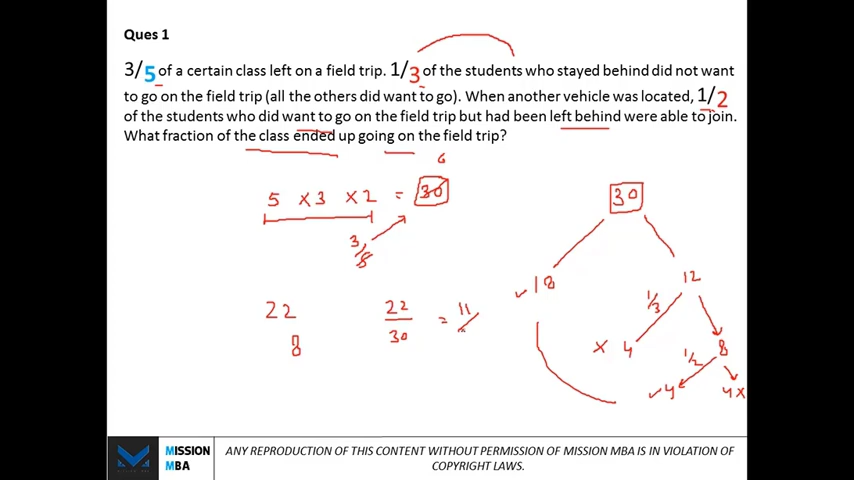 Ques 1
3/5 of a certain class left on a field trip. 1/3 of the students who stayed behind did not want
to go on the field trip (all the others did want to go). When another vehicle was located, 1/2
of the students who did want to go on the field trip but had been left behind were able to join.
What fraction of the class ended up going on the field trip?
6
5 x3 x2 = 30
3/5
30
18 12
1/3
22 22/30 = 11/
8
x 4 1/2 8
✓4 4x
MISSION
MBA
ANY REPRODUCTION OF THIS CONTENT WITHOUT PERMISSION OF MISSION MBA IS IN VIOLATION OF
COPYRIGHT LAWS.